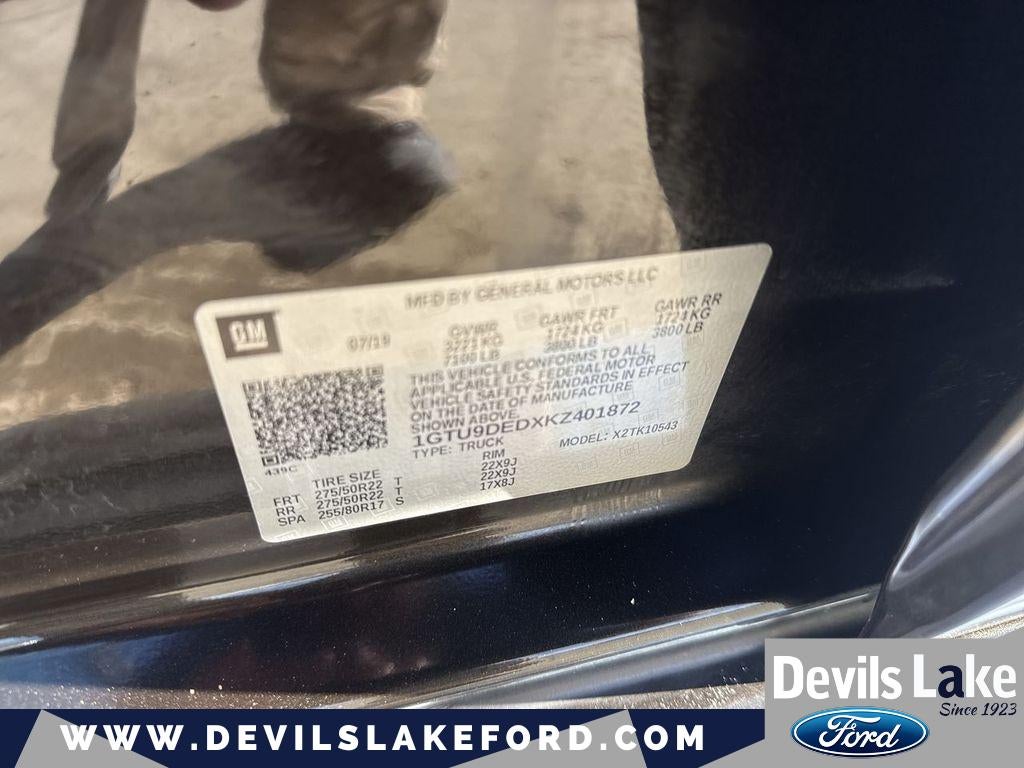 MFD BY GENERAL MOTORS LLC
GM
07/19
GVWR
GAWR FRT
GAWR RR
1724 KG
1724 KG
7100 LB
3800 LB
3800 LB
THIS VEHICLE CONFORMS TO ALL
APPLICABLE U.S. FEDERAL MOTOR
VEHICLE SAFETY STANDARDS IN EFFECT
ON THE DATE OF MANUFACTURE
SHOWN ABOVE.
1GTU9DEDXKZ401872
TYPE: TRUCK
MODEL: X2TK10543
439C
TIRE SIZE
RIM
FRT 275/50R22 T 22X9J
RR 275/50R22 T 22X9J
SPA 255/80R17 S 17X8J
Devils Lake
Since 1923
Ford
WWW.DEVILSLAKEFORD.COM